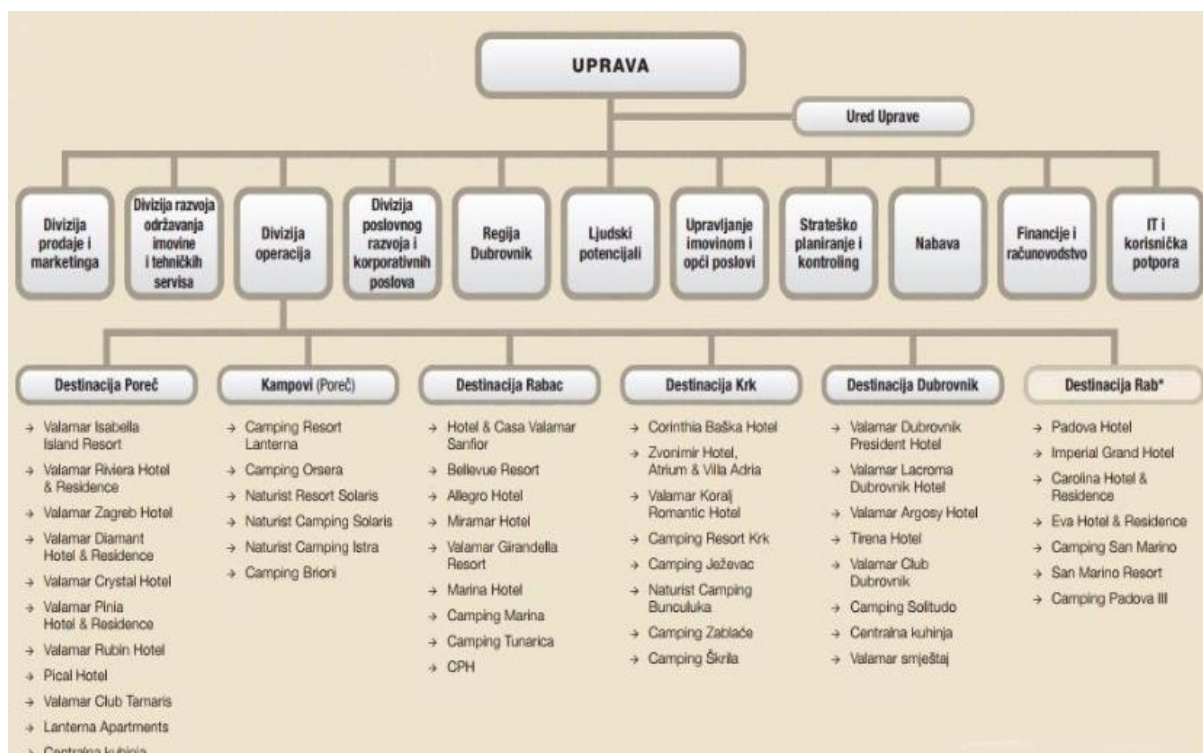 UPRAVA
Ured Uprave
Divizija
prodaje i
marketinga
Divizija razvoja
održavanja
imovine
i tehničkih
servisa
Divizija
operacija
Divizija
poslovnog
razvoja i
korporativnih
poslova
Regija
Dubrovnik
Ljudski
potencijali
Upravljanje
imovinom i
opći poslovi
Strateško
planiranje i
kontroling
Nabava
Financije i
računovodstvo
IT i
korisnička
potpora
Destinacija Poreč
→ Valamar Isabella
Island Resort
→ Valamar Riviera Hotel
& Residence
→ Valamar Zagreb Hotel
→ Valamar Diamant
Hotel & Residence
→ Valamar Crystal Hotel
→ Valamar Pinia
Hotel & Residence
→ Valamar Rubin Hotel
→ Pical Hotel
→ Valamar Club Tamaris
→ Lanterna Apartments
→ Centralna kuhinja
Kampovi (Poreč)
→ Camping Resort
Lanterna
→ Camping Orsera
→ Naturist Resort Solaris
→ Naturist Camping Solaris
→ Naturist Camping Istra
→ Camping Brioni
Destinacija Rabac
→ Hotel & Casa Valamar
Sanfior
→ Bellevue Resort
→ Allegro Hotel
→ Miramar Hotel
→ Valamar Girandella
Resort
→ Marina Hotel
→ Camping Marina
→ Camping Tunarica
→ CPH
Destinacija Krk
→ Corinthia Baška Hotel
→ Zvonimir Hotel,
Atrium & Villa Adria
→ Valamar Koralj
Romantic Hotel
→ Camping Resort Krk
→ Camping Ježevac
→ Naturist Camping
Bunculuka
→ Camping Zablaće
→ Camping Škrila
Destinacija Dubrovnik
→ Valamar Dubrovnik
President Hotel
→ Valamar Lacroma
Dubrovnik Hotel
→ Valamar Argosy Hotel
→ Tirena Hotel
→ Valamar Club
Dubrovnik
→ Camping Solitudo
→ Centralna kuhinja
→ Valamar smještaj
Destinacija Rab*
→ Padova Hotel
→ Imperial Grand Hotel
→ Carolina Hotel &
Residence
→ Eva Hotel & Residence
→ Camping San Marino
→ San Marino Resort
→ Camping Padova III